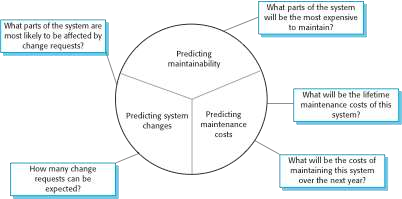 What parts of the system
will be the most expensive
to maintain?
What parts of the system are
most likely to be affected by
change requests?
Predicting
maintainability
What will be the lifetime
maintenance costs of this
system?
Predicting system
changes
Predicting
maintenance
costs
What will be the costs of
maintaining this system
over the next year?
How many change
requests can be
expected?